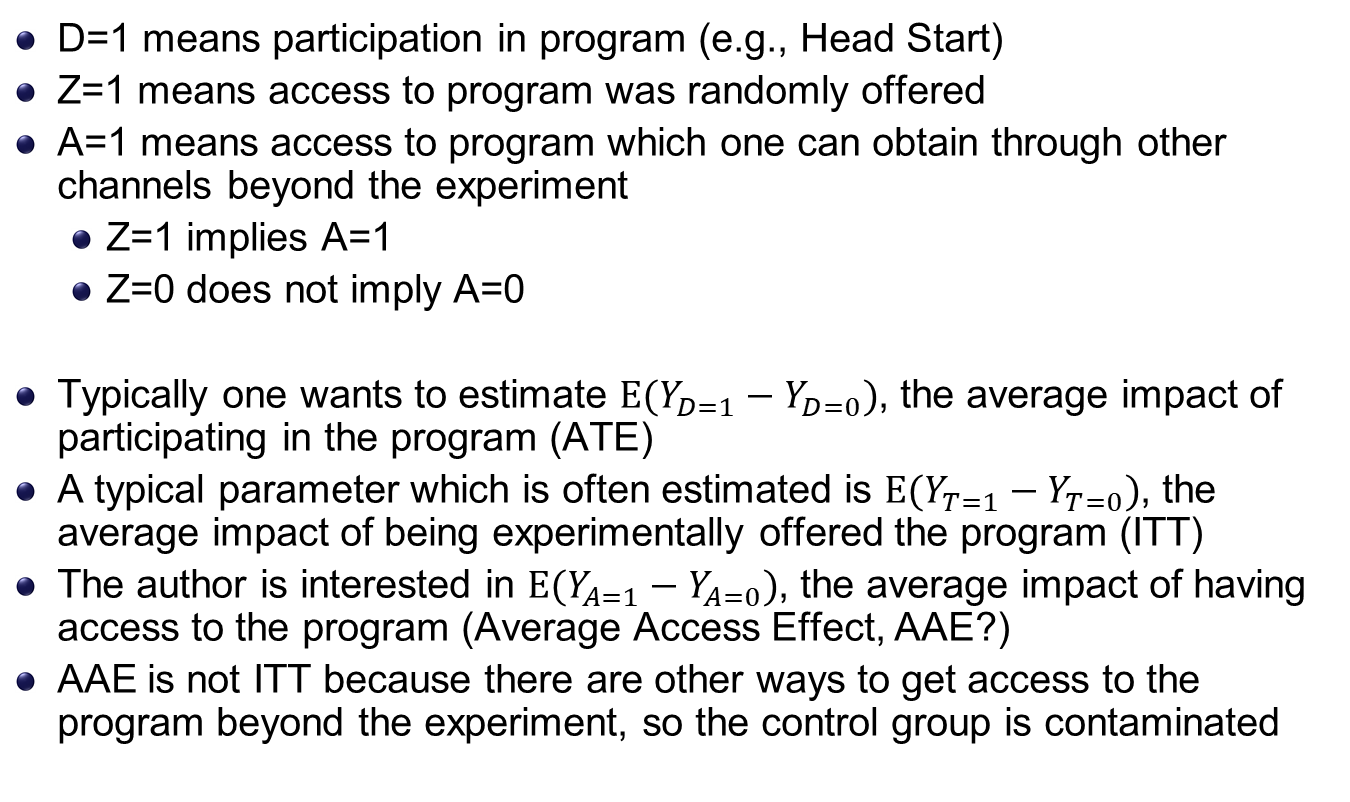 D=1 means participation in program (e.g., Head Start)
Z=1 means access to program was randomly offered
A=1 means access to program which one can obtain through other
channels beyond the experiment
Z=1 implies A=1
Z=0 does not imply A=0
Typically one wants to estimate E(Y_{D=1} − Y_{D=0}), the average impact of
participating in the program (ATE)
A typical parameter which is often estimated is E(Y_{T=1} − Y_{T=0}), the
average impact of being experimentally offered the program (ITT)
The author is interested in E(Y_{A=1} − Y_{A=0}), the average impact of having
access to the program (Average Access Effect, AAE?)
AAE is not ITT because there are other ways to get access to the
program beyond the experiment, so the control group is contaminated